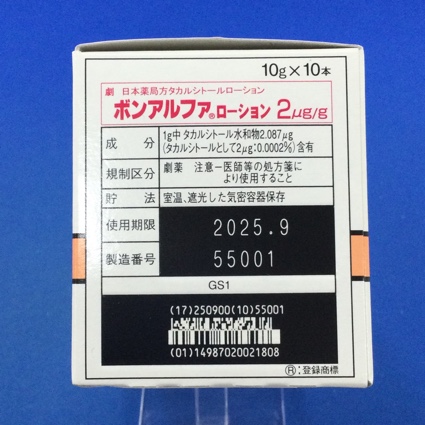 10g×10本
劇 日本薬局方タカルシトールローション
ボンアルファ®ローション 2μg/g
成分 1g中 タカルシトール水和物2.087μg
(タカルシトールとして2μg:0.0002%)含有
規制区分 劇薬 注意－医師等の処方箋に
より使用すること
貯法 室温、遮光した気密容器保存
使用期限 2025.9
製造番号 55001
GS1
(17)250900(10)55001
(01)14987020021808
Ⓡ:登録商標